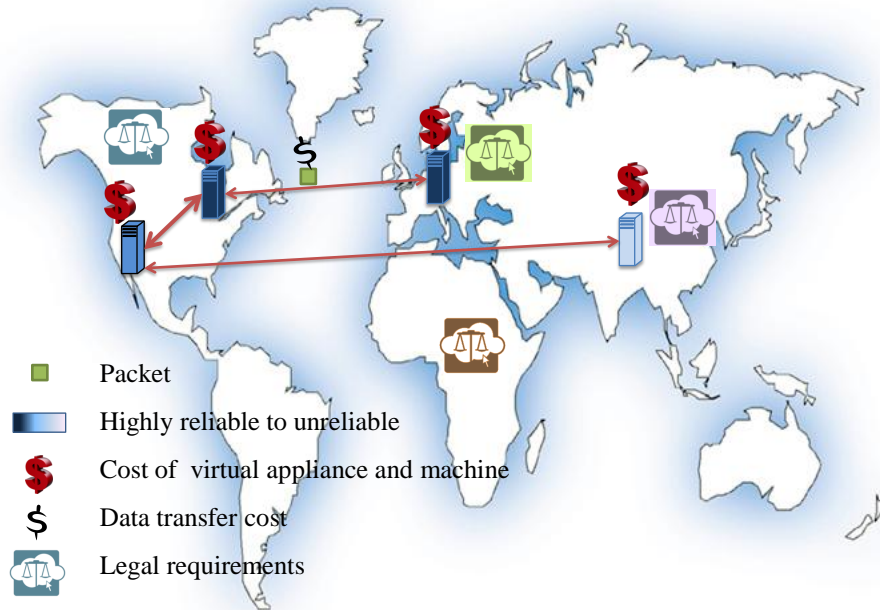 Packet
Highly reliable to unreliable
Cost of virtual appliance and machine
Data transfer cost
Legal requirements